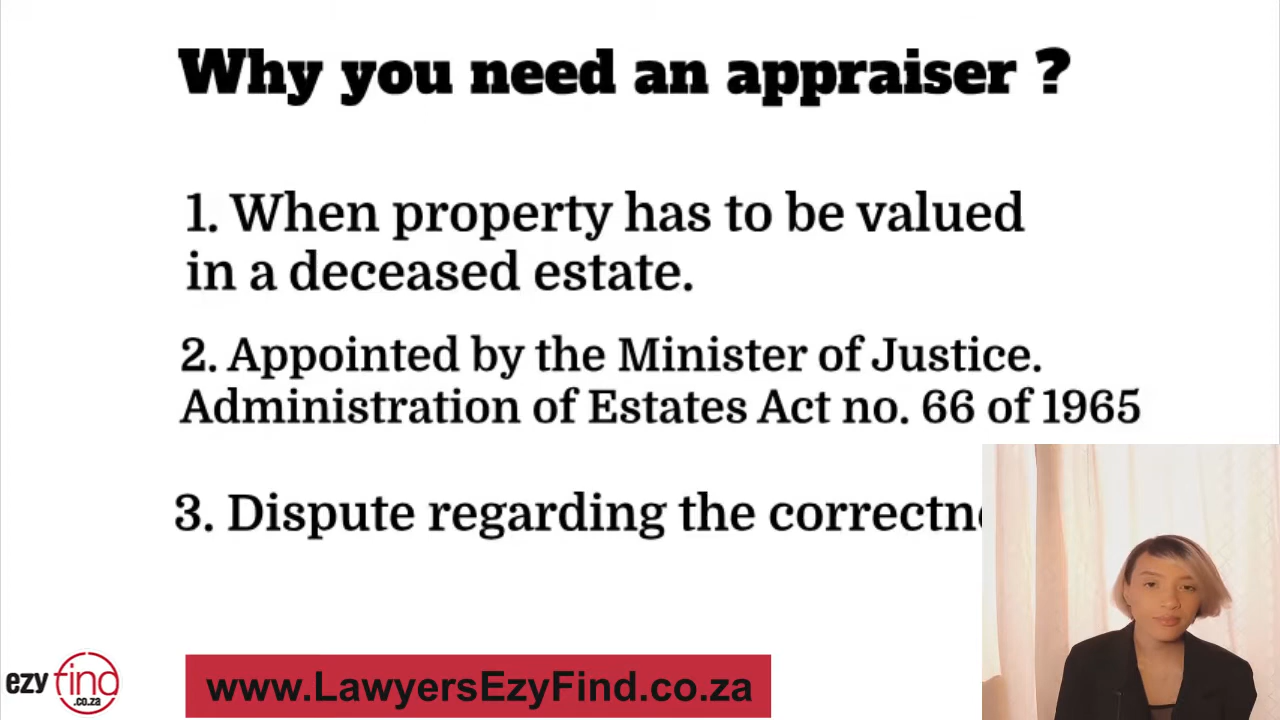 Why you need an appraiser ?
1. When property has to be valued
in a deceased estate.
2. Appointed by the Minister of Justice.
Administration of Estates Act no. 66 of 1965
3. Dispute regarding the
ezy find
.co.za
www.LawyersEzyFind.co.za